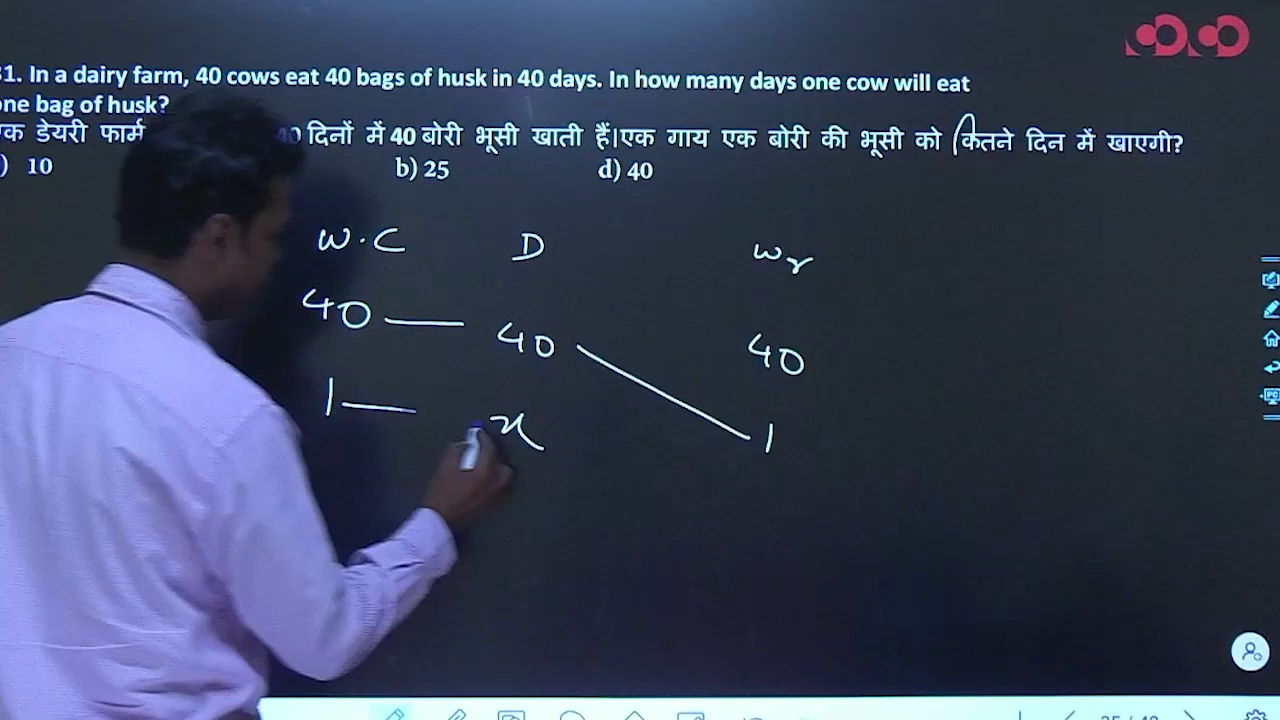 31. In a dairy farm, 40 cows eat 40 bags of husk in 40 days. In how many days one cow will eat
one bag of husk?
एक डेयरी फार्म 40 दिनों में 40 बोरी भूसी खाती हैं।एक गाय एक बोरी की भूसी को कितने दिन में खाएगी?
) 10 b) 25 d) 40
W.C D Wr
40 40 40
1 x 1